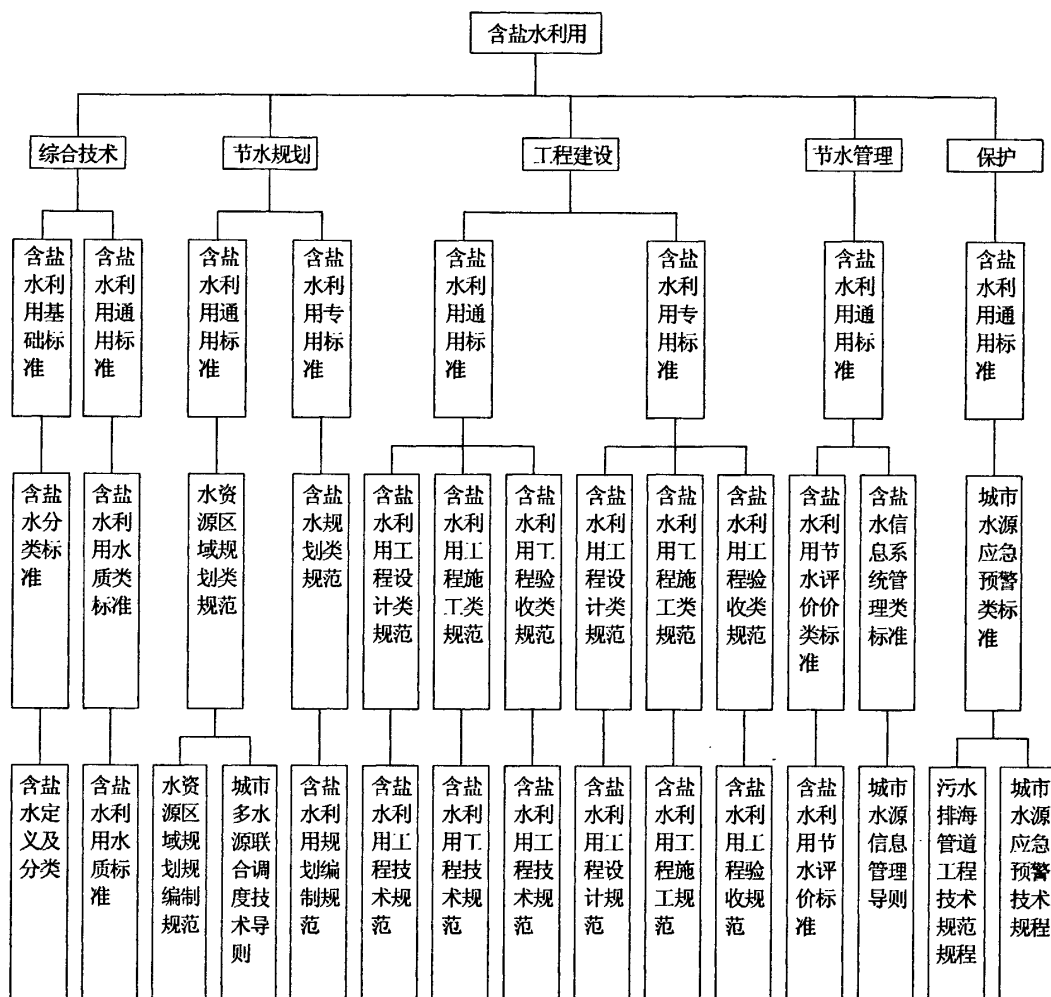 含盐水利用
综合技术
节水规划
工程建设
节水管理
保护
含盐
水利
用基
础标
准
含盐
水利
用通
用标
准
含盐
水利
用通
用标
准
含盐
水利
用专
用标
准
含盐
水利
用通
用标
准
含盐
水利
用专
用标
准
含盐
水利
用通
用标
准
含盐
水利
用通
用标
准
含盐
水分
类标
准
含盐
水利
用水
质类
标准
水资
源区
域规
划类
规范
含盐
水规
划类
规范
含盐
水利
用工
程设
计类
规范
含盐
水利
用工
程施
工类
规范
含盐
水利
用工
程验
收类
规范
含盐
水利
用工
程设
计类
规范
含盐
水利
用工
程施
工类
规范
含盐
水利
用工
程验
收类
规范
含盐
水利
用节
水评
价价
类标
准
含盐
水信
息系
统管
理类
标准
城市
水源
应急
预警
类标
准
含盐
水定
义及
分类
含盐
水利
用水
质标
准
水资
源区
域规
划规
编制
规范
城市
多水
源联
合调
度技
术导
则
含盐
水利
用规
划编
制规
范
含盐
水利
用工
程技
术规
范
含盐
水利
用工
程技
术规
范
含盐
水利
用工
程技
术规
范
含盐
水利
用工
程设
计规
范
含盐
水利
用工
程施
工规
范
含盐
水利
用工
程验
收规
范
含盐
水利
用节
水评
价标
准
城市
水源
信息
管理
导则
污水
排海
管道
工程
技术
规范
规程
城市
水源
应急
预警
技术
规程